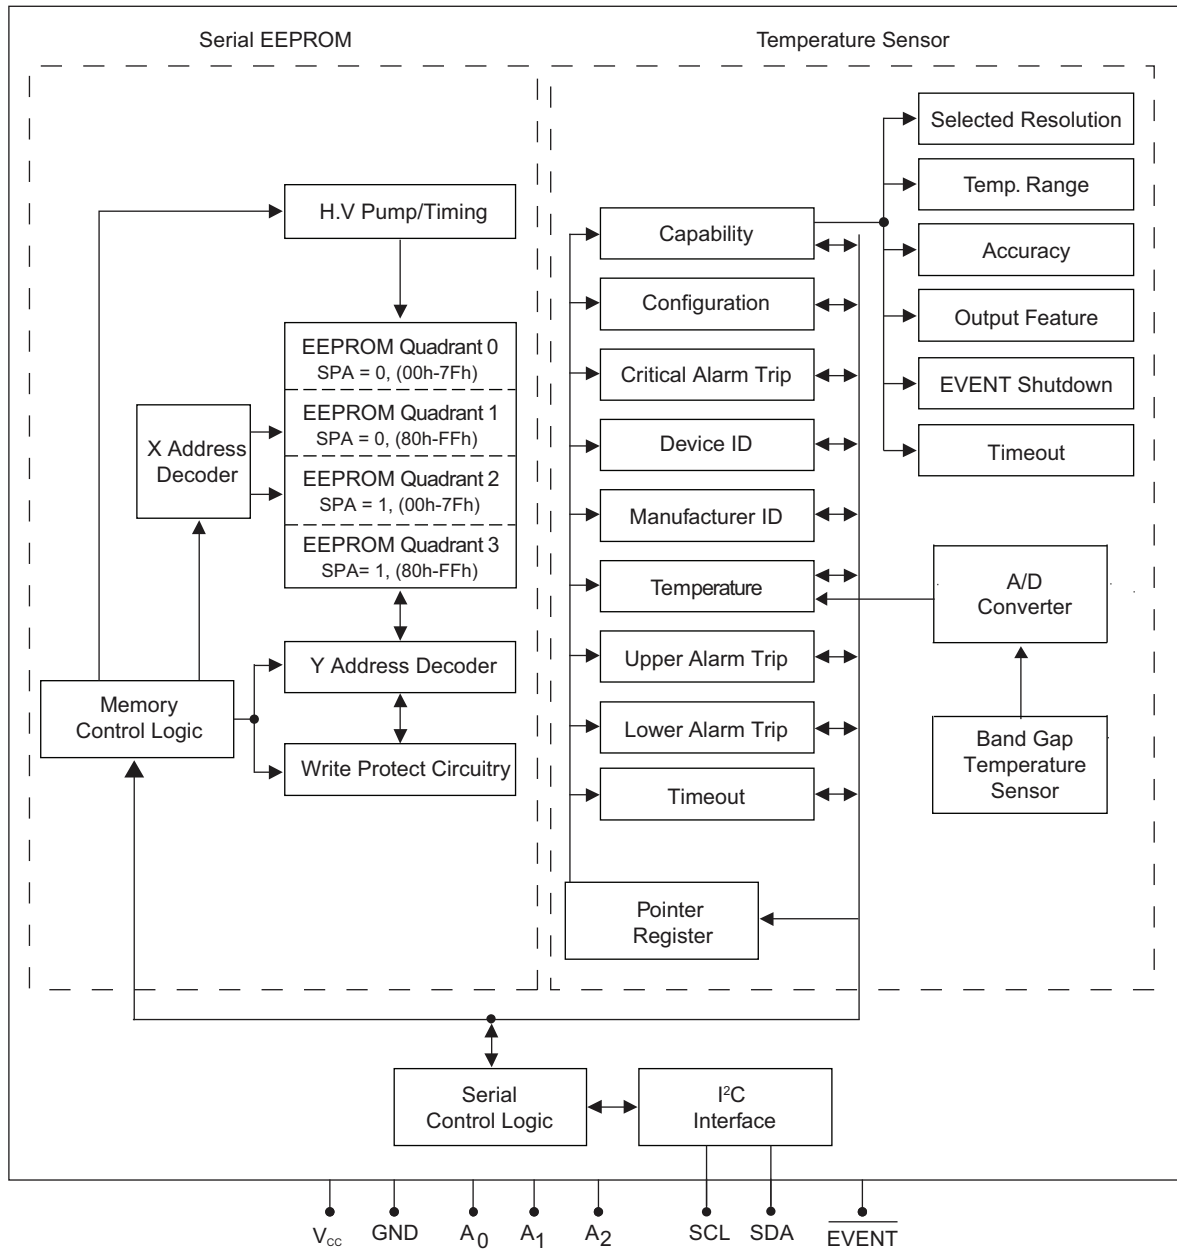 Serial EEPROM
Temperature Sensor
H.V Pump/Timing
EEPROM Quadrant 0
SPA = 0, (00h-7Fh)
EEPROM Quadrant 1
SPA = 0, (80h-FFh)
EEPROM Quadrant 2
SPA = 1, (00h-7Fh)
EEPROM Quadrant 3
SPA= 1, (80h-FFh)
X Address
Decoder
Y Address Decoder
Memory
Control Logic
Write Protect Circuitry
Capability
Configuration
Critical Alarm Trip
Device ID
Manufacturer ID
Temperature
Upper Alarm Trip
Lower Alarm Trip
Timeout
Pointer
Register
Selected Resolution
Temp. Range
Accuracy
Output Feature
EVENT Shutdown
Timeout
A/D
Converter
Band Gap
Temperature
Sensor
Serial
Control Logic
I²C
Interface
VCC
GND
A0
A1
A2
SCL
SDA
EVENT